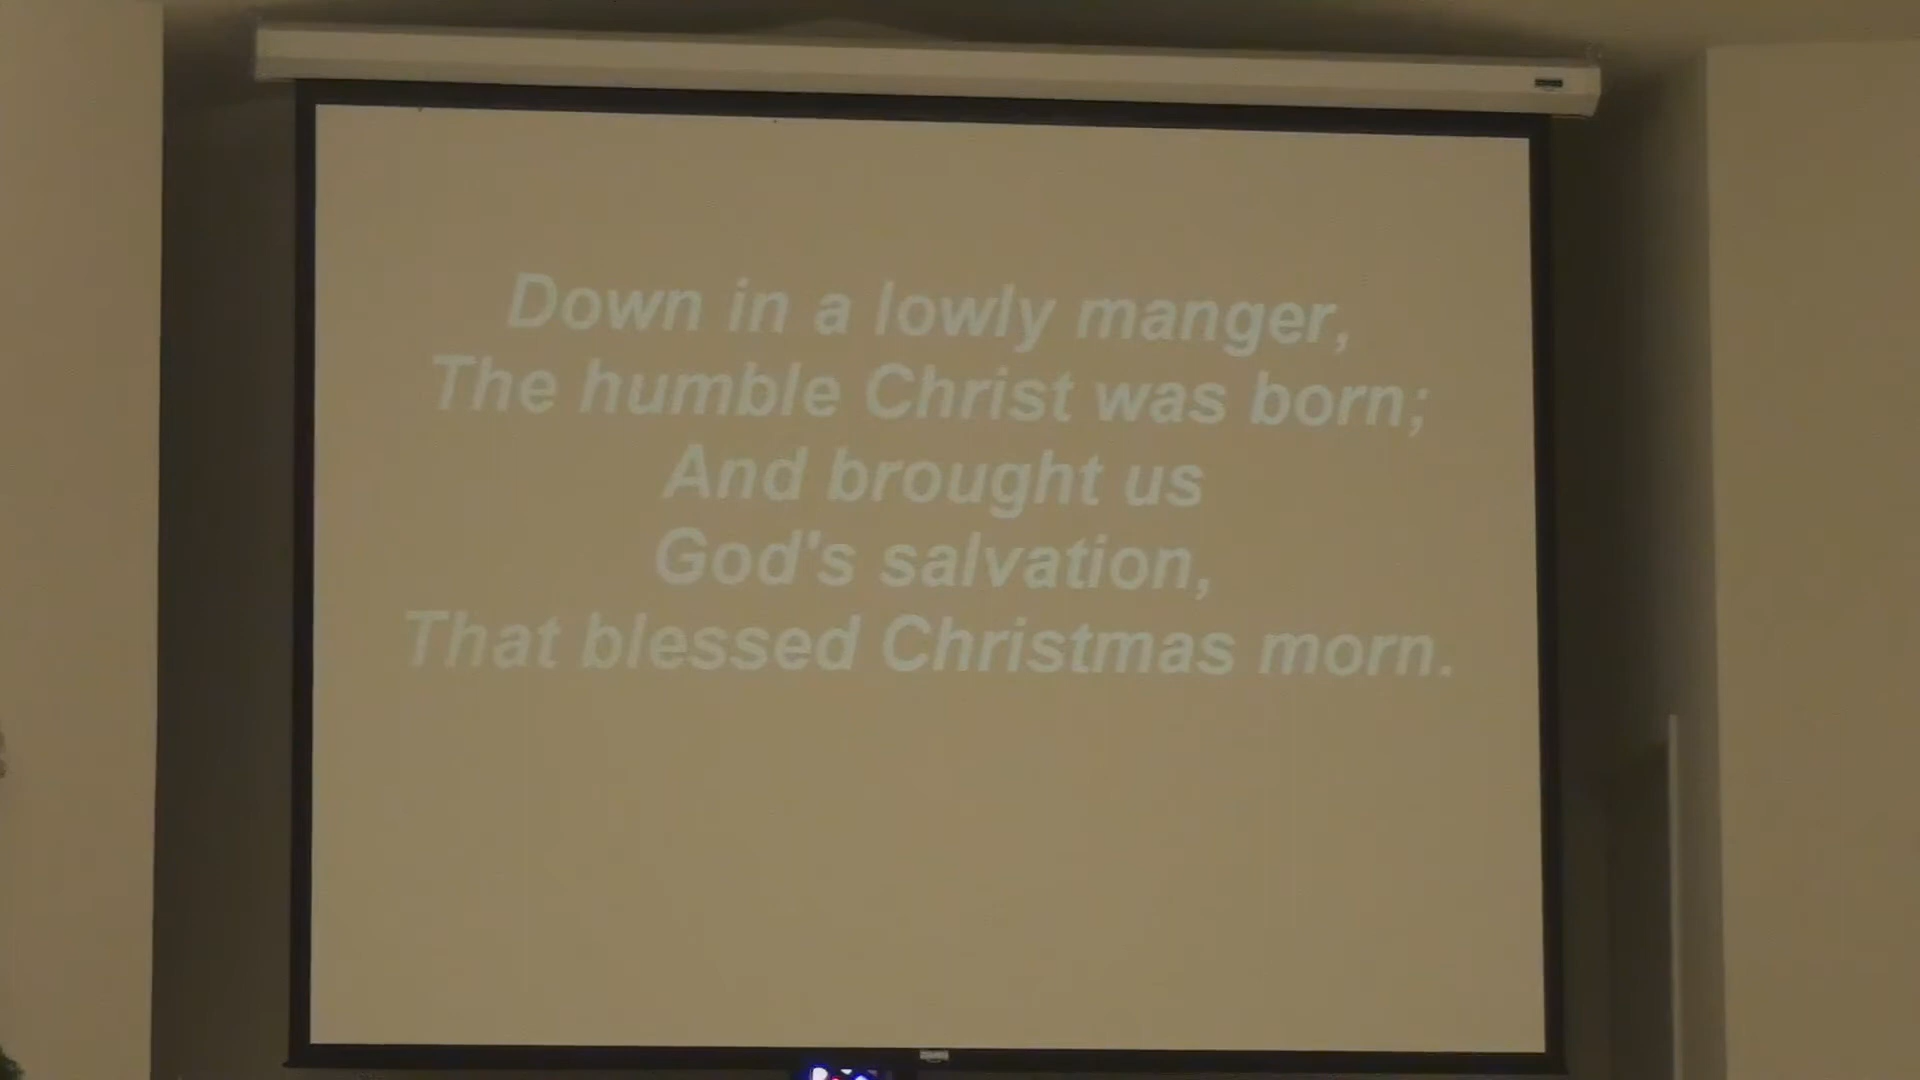 Down in a lowly manger,
The humble Christ was born;
And brought us
God's salvation,
That blessed Christmas morn.